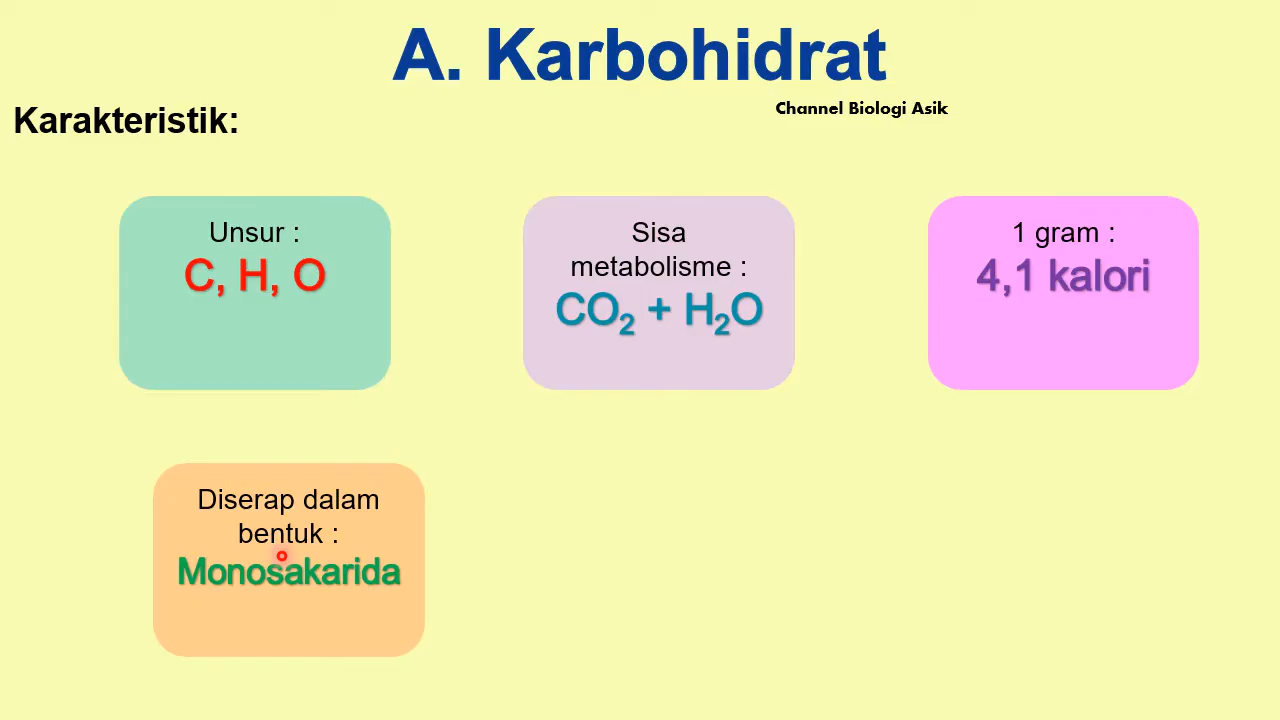 A. Karbohidrat
Channel Biologi Asik
Karakteristik:
Unsur :
C, H, O
Sisa
metabolisme :
CO₂ + H₂O
1 gram :
4,1 kalori
Diserap dalam
bentuk :
Monosakarida